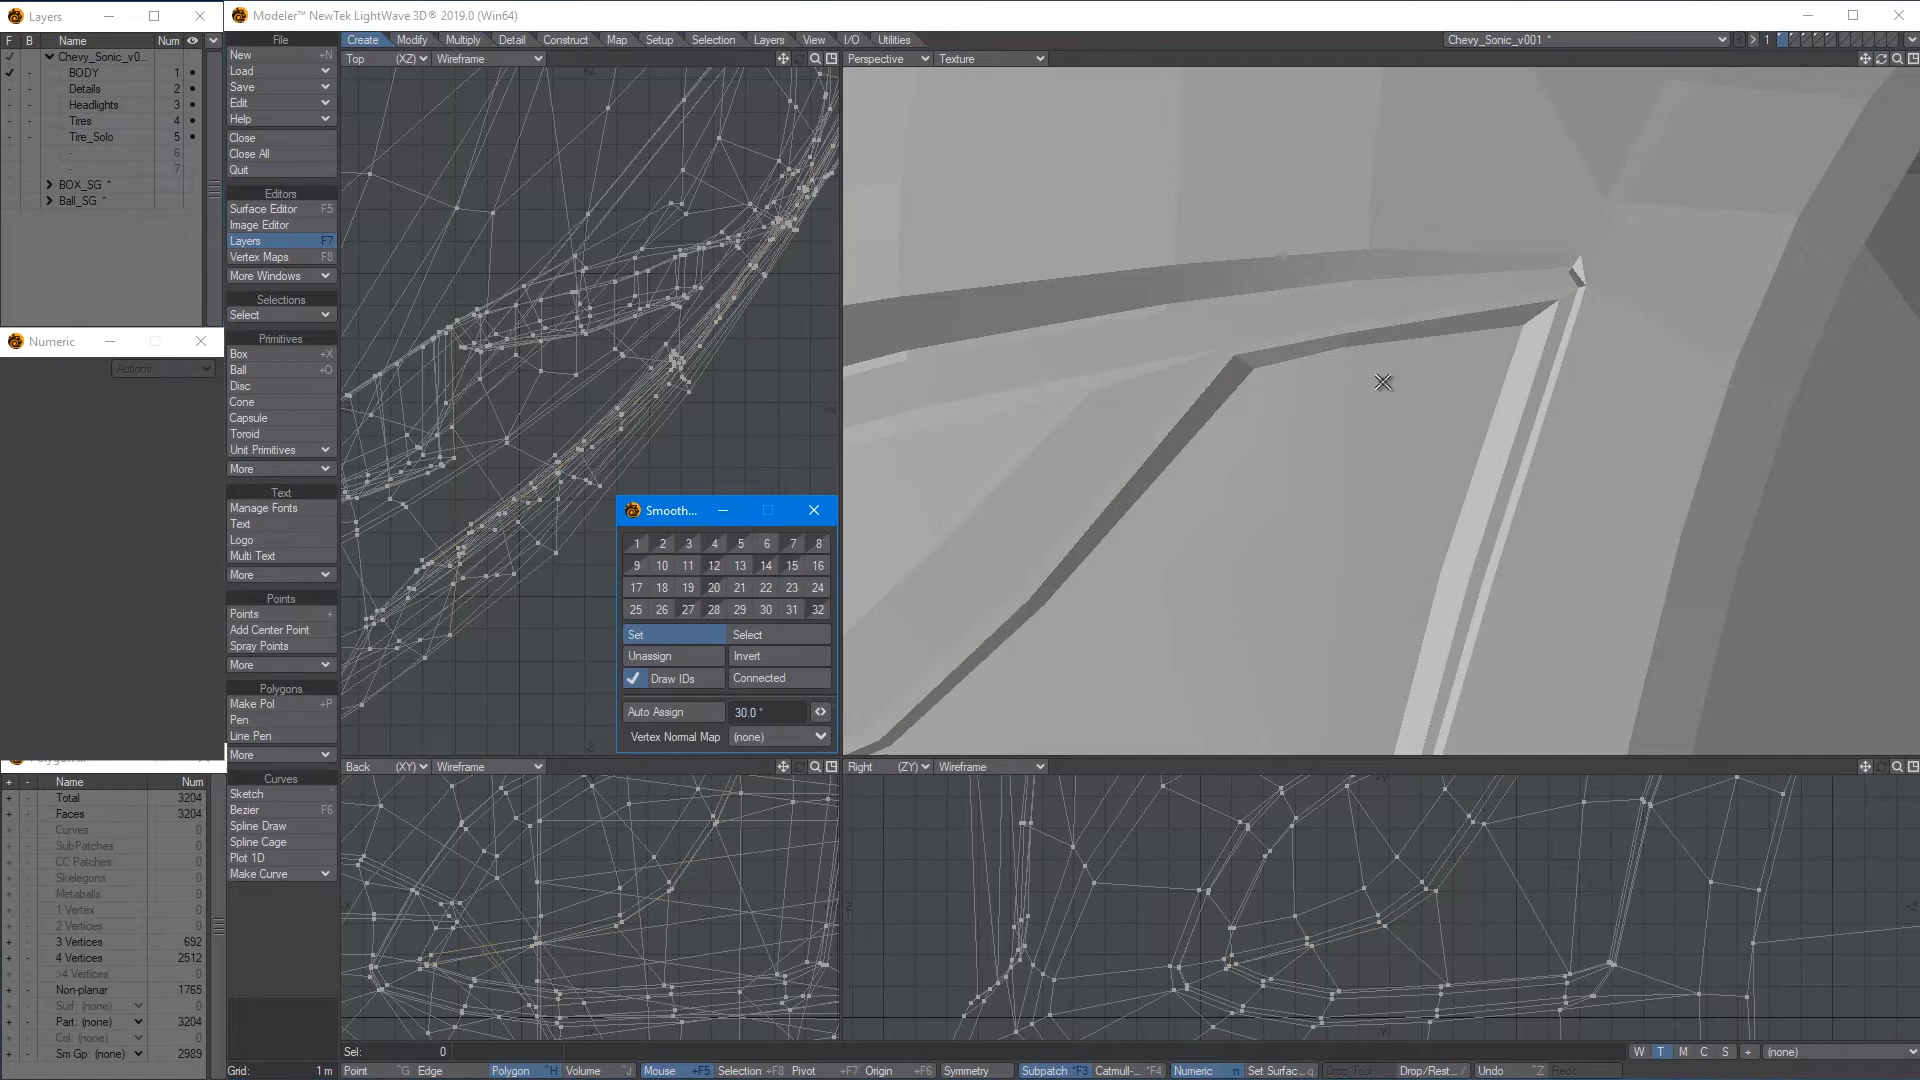 Layers
F B Name Num
Chevy_Sonic_v0...
BODY 1
Details 2
Headlights 3
Tires 4
Tire_Solo 5
- 6
- 7
BOX_SG *
Ball_SG *
Numeric
Actions
+ - Name Num
+ - Total 3204
+ - Faces 3204
+ - Curves 0
+ - SubPatches 0
+ - CC Patches 0
+ - Skelegons 0
+ - Metaballs 0
+ - 1 Vertex 0
+ - 2 Vertices 0
+ - 3 Vertices 692
+ - 4 Vertices 2512
+ - >4 Vertices 0
+ - Non-planar 1765
+ - Surf: (none) 0
+ - Part: (none) 3204
+ - Col: (none) 0
+ - Sm Gp: (none) 2989
Modeler™ NewTek LightWave 3D® 2019.0 (Win64)
File
New +N
Load
Save
Edit
Help
Close
Close All
Quit
Editors
Surface Editor F5
Image Editor
Layers F7
Vertex Maps F8
More Windows
Selections
Select
Primitives
Box +X
Ball +O
Disc
Cone
Capsule
Toroid
Unit Primitives
More
Text
Manage Fonts
Text
Logo
Multi Text
More
Points
Points +
Add Center Point
Spray Points
More
Polygons
Make Pol +P
Pen
Line Pen
More
Curves
Sketch `
Bezier F6
Spline Draw
Spline Cage
Plot 1D
Make Curve
Create Modify Multiply Detail Construct Map Setup Selection Layers View I/O Utilities
Chevy_Sonic_v001 * 1
Top (XZ) Wireframe
Perspective Texture
Smooth...
1 2 3 4 5 6 7 8
9 10 11 12 13 14 15 16
17 18 19 20 21 22 23 24
25 26 27 28 29 30 31 32
Set Select
Unassign Invert
Draw IDs Connected
Auto Assign 30.0 °
Vertex Normal Map (none)
Back (XY) Wireframe
Right (ZY) Wireframe
Sel: 0
W T M C S + (none)
Grid: 1 m Point ^G Edge Polygon ^H Volume ^J Mouse +F5 Selection +F8 Pivot +F7 Origin +F6 Symmetry Subpatch ^F3 Catmull-_ ^F4 Numeric n Set Surfac_ q Drop Tool Drop/Rest_ / Undo ^Z Redo